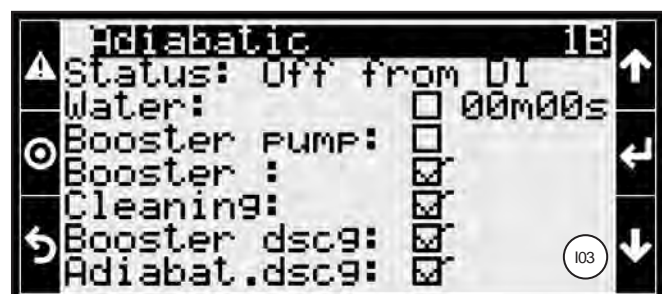 Adiabatic 1B
Status: Off from DI
Water: 00m00s
Booster pump:
Booster :
Cleaning:
Booster dscg:
Adiabat.dscg:
I03